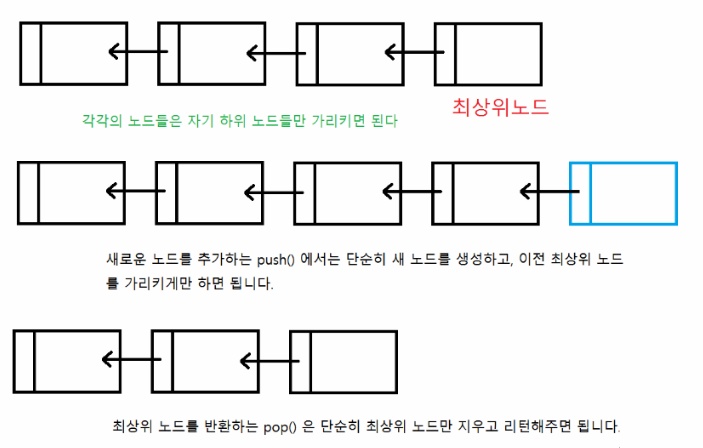 최상위노드
각각의 노드들은 자기 하위 노드들만 가리키면 된다
새로운 노드를 추가하는 push() 에서는 단순히 새 노드를 생성하고, 이전 최상위 노드
를 가리키게만 하면 됩니다.
최상위 노드를 반환하는 pop() 은 단순히 최상위 노드만 지우고 리턴해주면 됩니다.